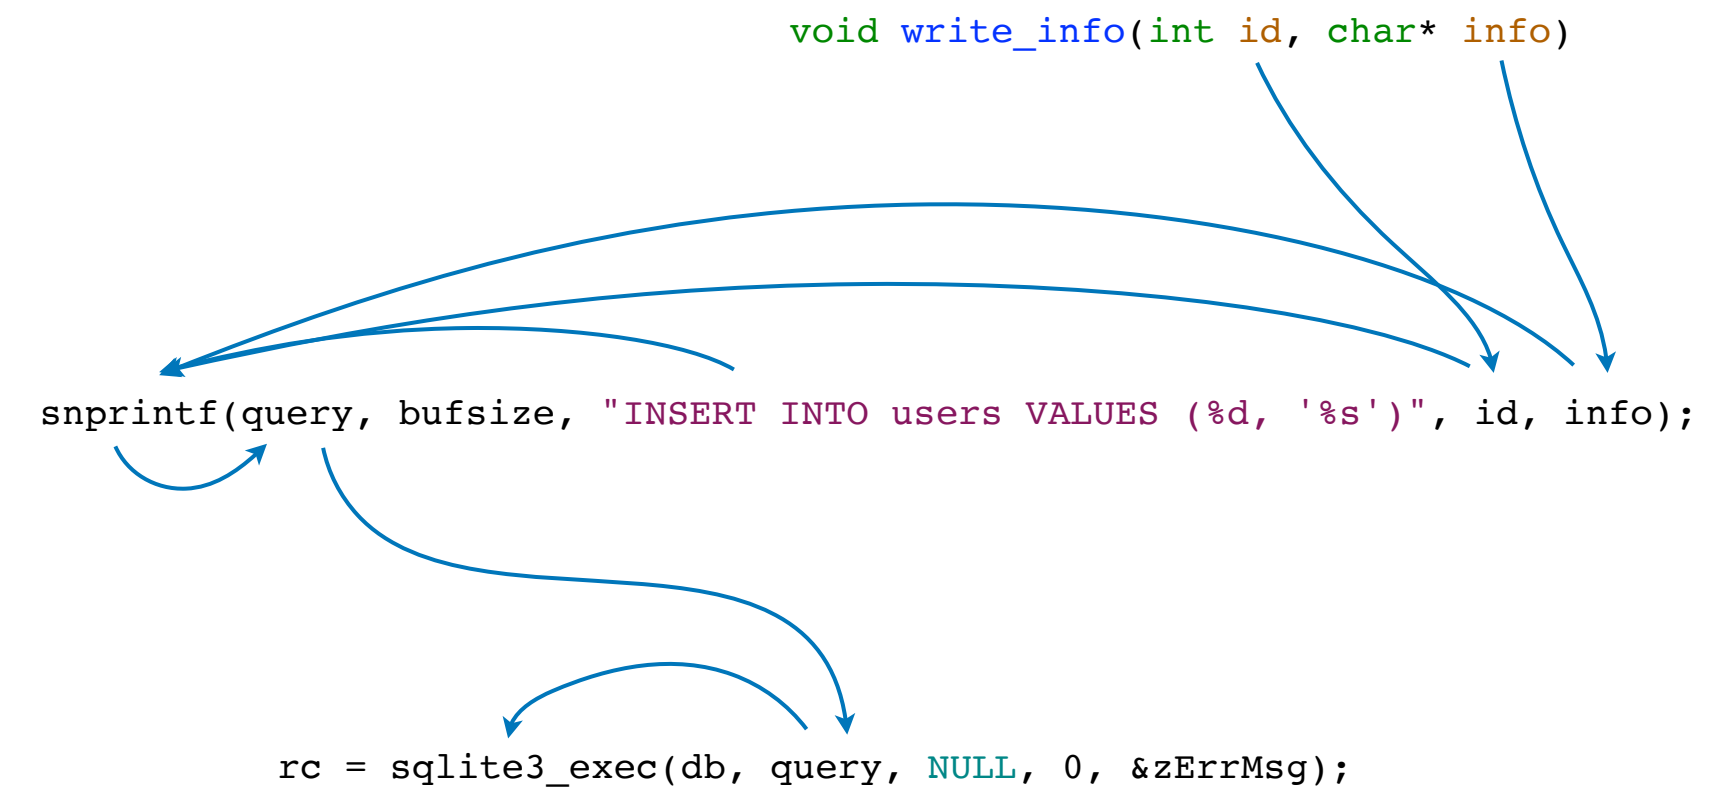 void write_info(int id, char* info)
snprintf(query, bufsize, "INSERT INTO users VALUES (%d, '%s')", id, info);
rc = sqlite3_exec(db, query, NULL, 0, &zErrMsg);